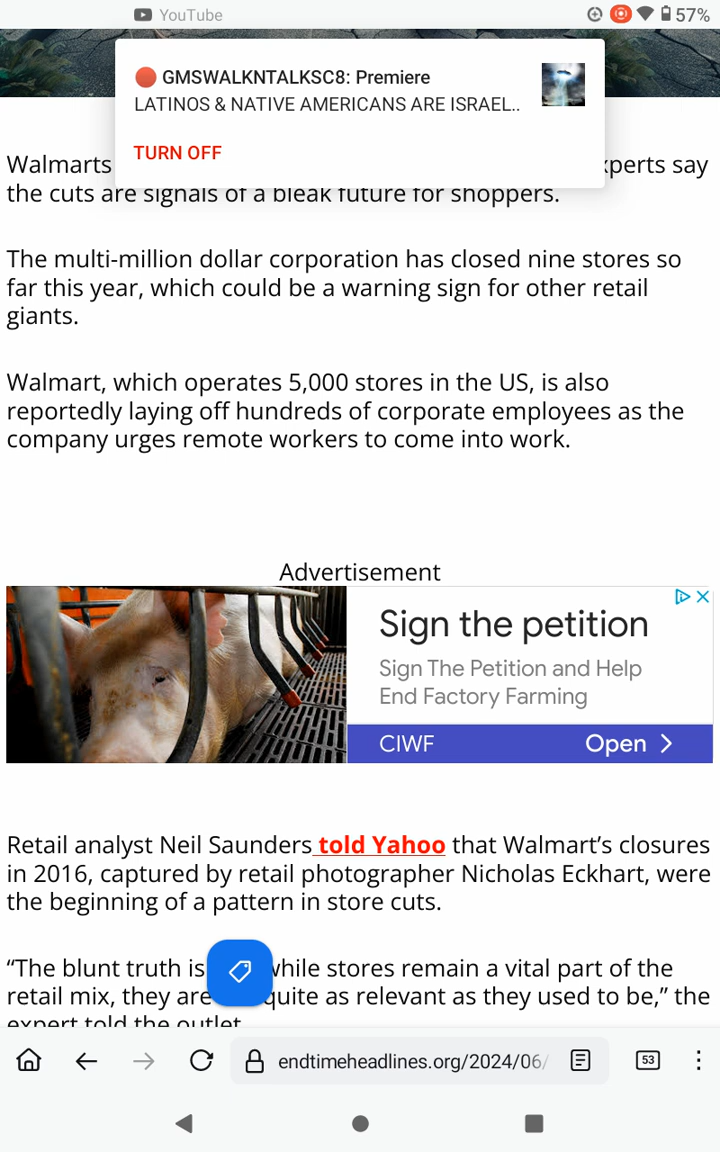 YouTube
57%
GMSWALKNTALKSC8: Premiere
LATINOS & NATIVE AMERICANS ARE ISRAEL..
TURN OFF
Walmarts
perts say
the cuts are signals of a bleak future for shoppers.
The multi-million dollar corporation has closed nine stores so
far this year, which could be a warning sign for other retail
giants.
Walmart, which operates 5,000 stores in the US, is also
reportedly laying off hundreds of corporate employees as the
company urges remote workers to come into work.
Advertisement
Sign the petition
Sign The Petition and Help
End Factory Farming
CIWF
Open
Retail analyst Neil Saunders told Yahoo that Walmart's closures
in 2016, captured by retail photographer Nicholas Eckhart, were
the beginning of a pattern in store cuts.
“The blunt truth is while stores remain a vital part of the
retail mix, they are quite as relevant as they used to be,” the
expert told the outlet
endtimeheadlines.org/2024/06/
53